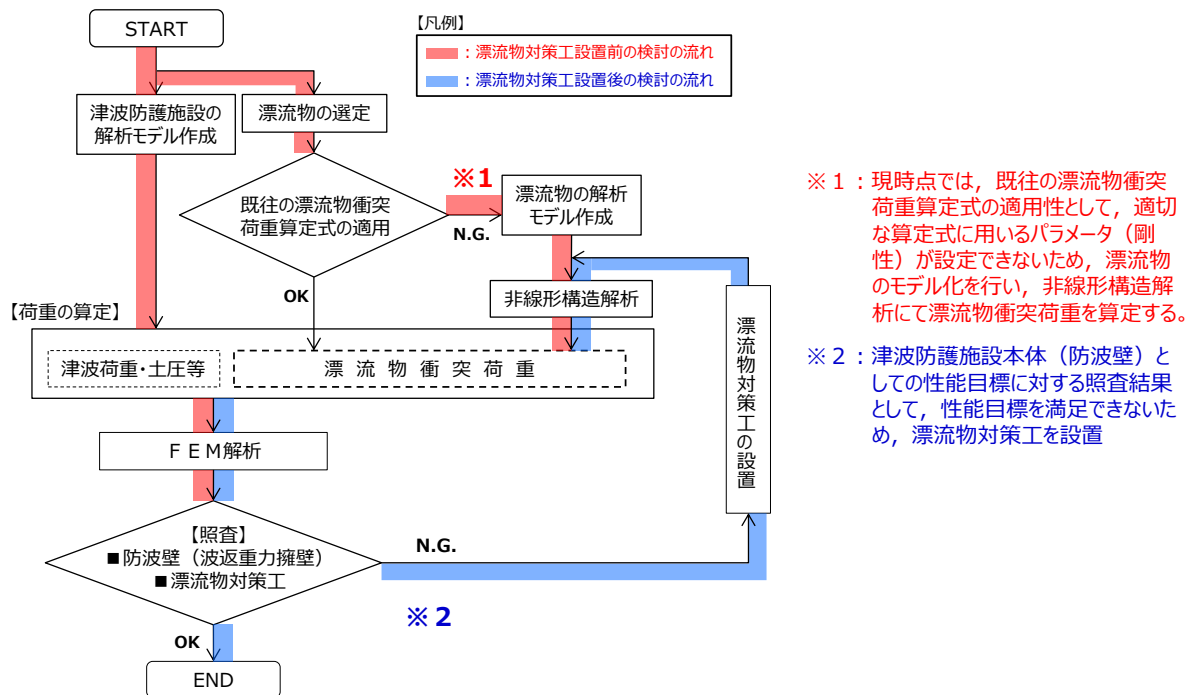 START
【凡例】
：漂流物対策工設置前の検討の流れ
：漂流物対策工設置後の検討の流れ
津波防護施設の
解析モデル作成
漂流物の選定
既往の漂流物衝突
荷重算定式の適用
※1
N.G.
OK
漂流物の解析
モデル作成
非線形構造解析
【荷重の算定】
津波荷重・土圧等
漂流物衝突荷重
ＦＥＭ解析
【照査】
■防波壁（波返重力擁壁）
■漂流物対策工
N.G.
※２
OK
END
漂流物対策工の設置
※１：現時点では，既往の漂流物衝突
荷重算定式の適用性として，適切
な算定式に用いるパラメータ（剛
性）が設定できないため，漂流物
のモデル化を行い，非線形構造解
析にて漂流物衝突荷重を算定する。
※２：津波防護施設本体（防波壁）と
しての性能目標に対する照査結果
として，性能目標を満足できないた
め，漂流物対策工を設置